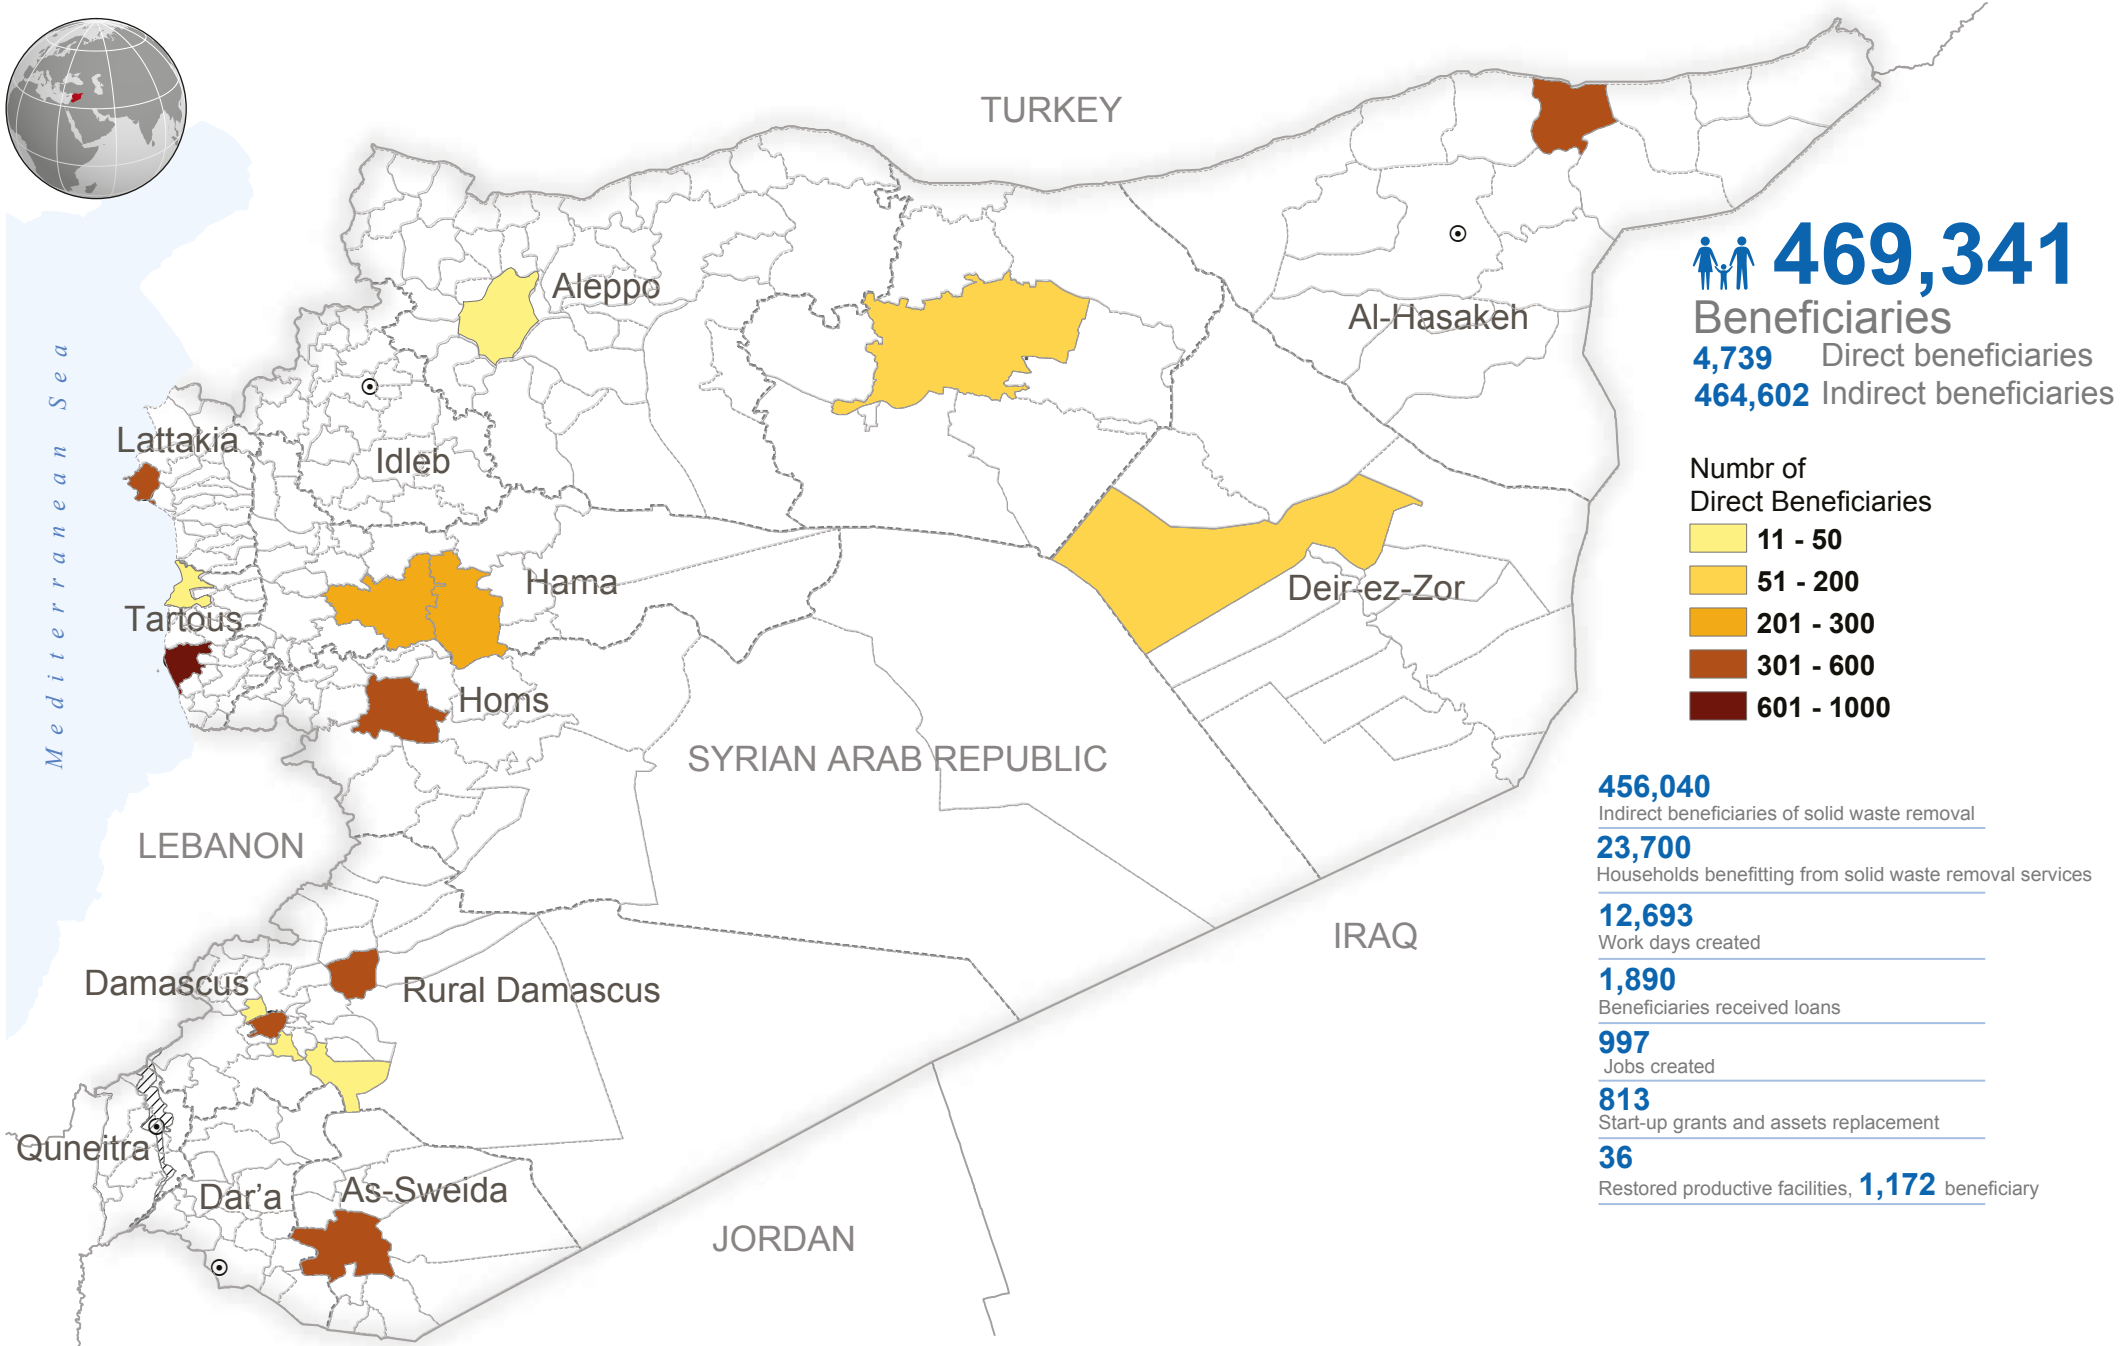 TURKEY
Aleppo
Al-Hasakeh
Mediterranean Sea
Lattakia
Idleb
Hama
Deir-ez-Zor
Tartous
Homs
SYRIAN ARAB REPUBLIC
LEBANON
IRAQ
Damascus
Rural Damascus
Quneitra
Dar'a
As-Sweida
JORDAN
469,341
Beneficiaries
4,739 Direct beneficiaries
464,602 Indirect beneficiaries
Numbr of
Direct Beneficiaries
11 - 50
51 - 200
201 - 300
301 - 600
601 - 1000
456,040
Indirect beneficiaries of solid waste removal
23,700
Households benefitting from solid waste removal services
12,693
Work days created
1,890
Beneficiaries received loans
997
Jobs created
813
Start-up grants and assets replacement
36
Restored productive facilities, 1,172 beneficiary